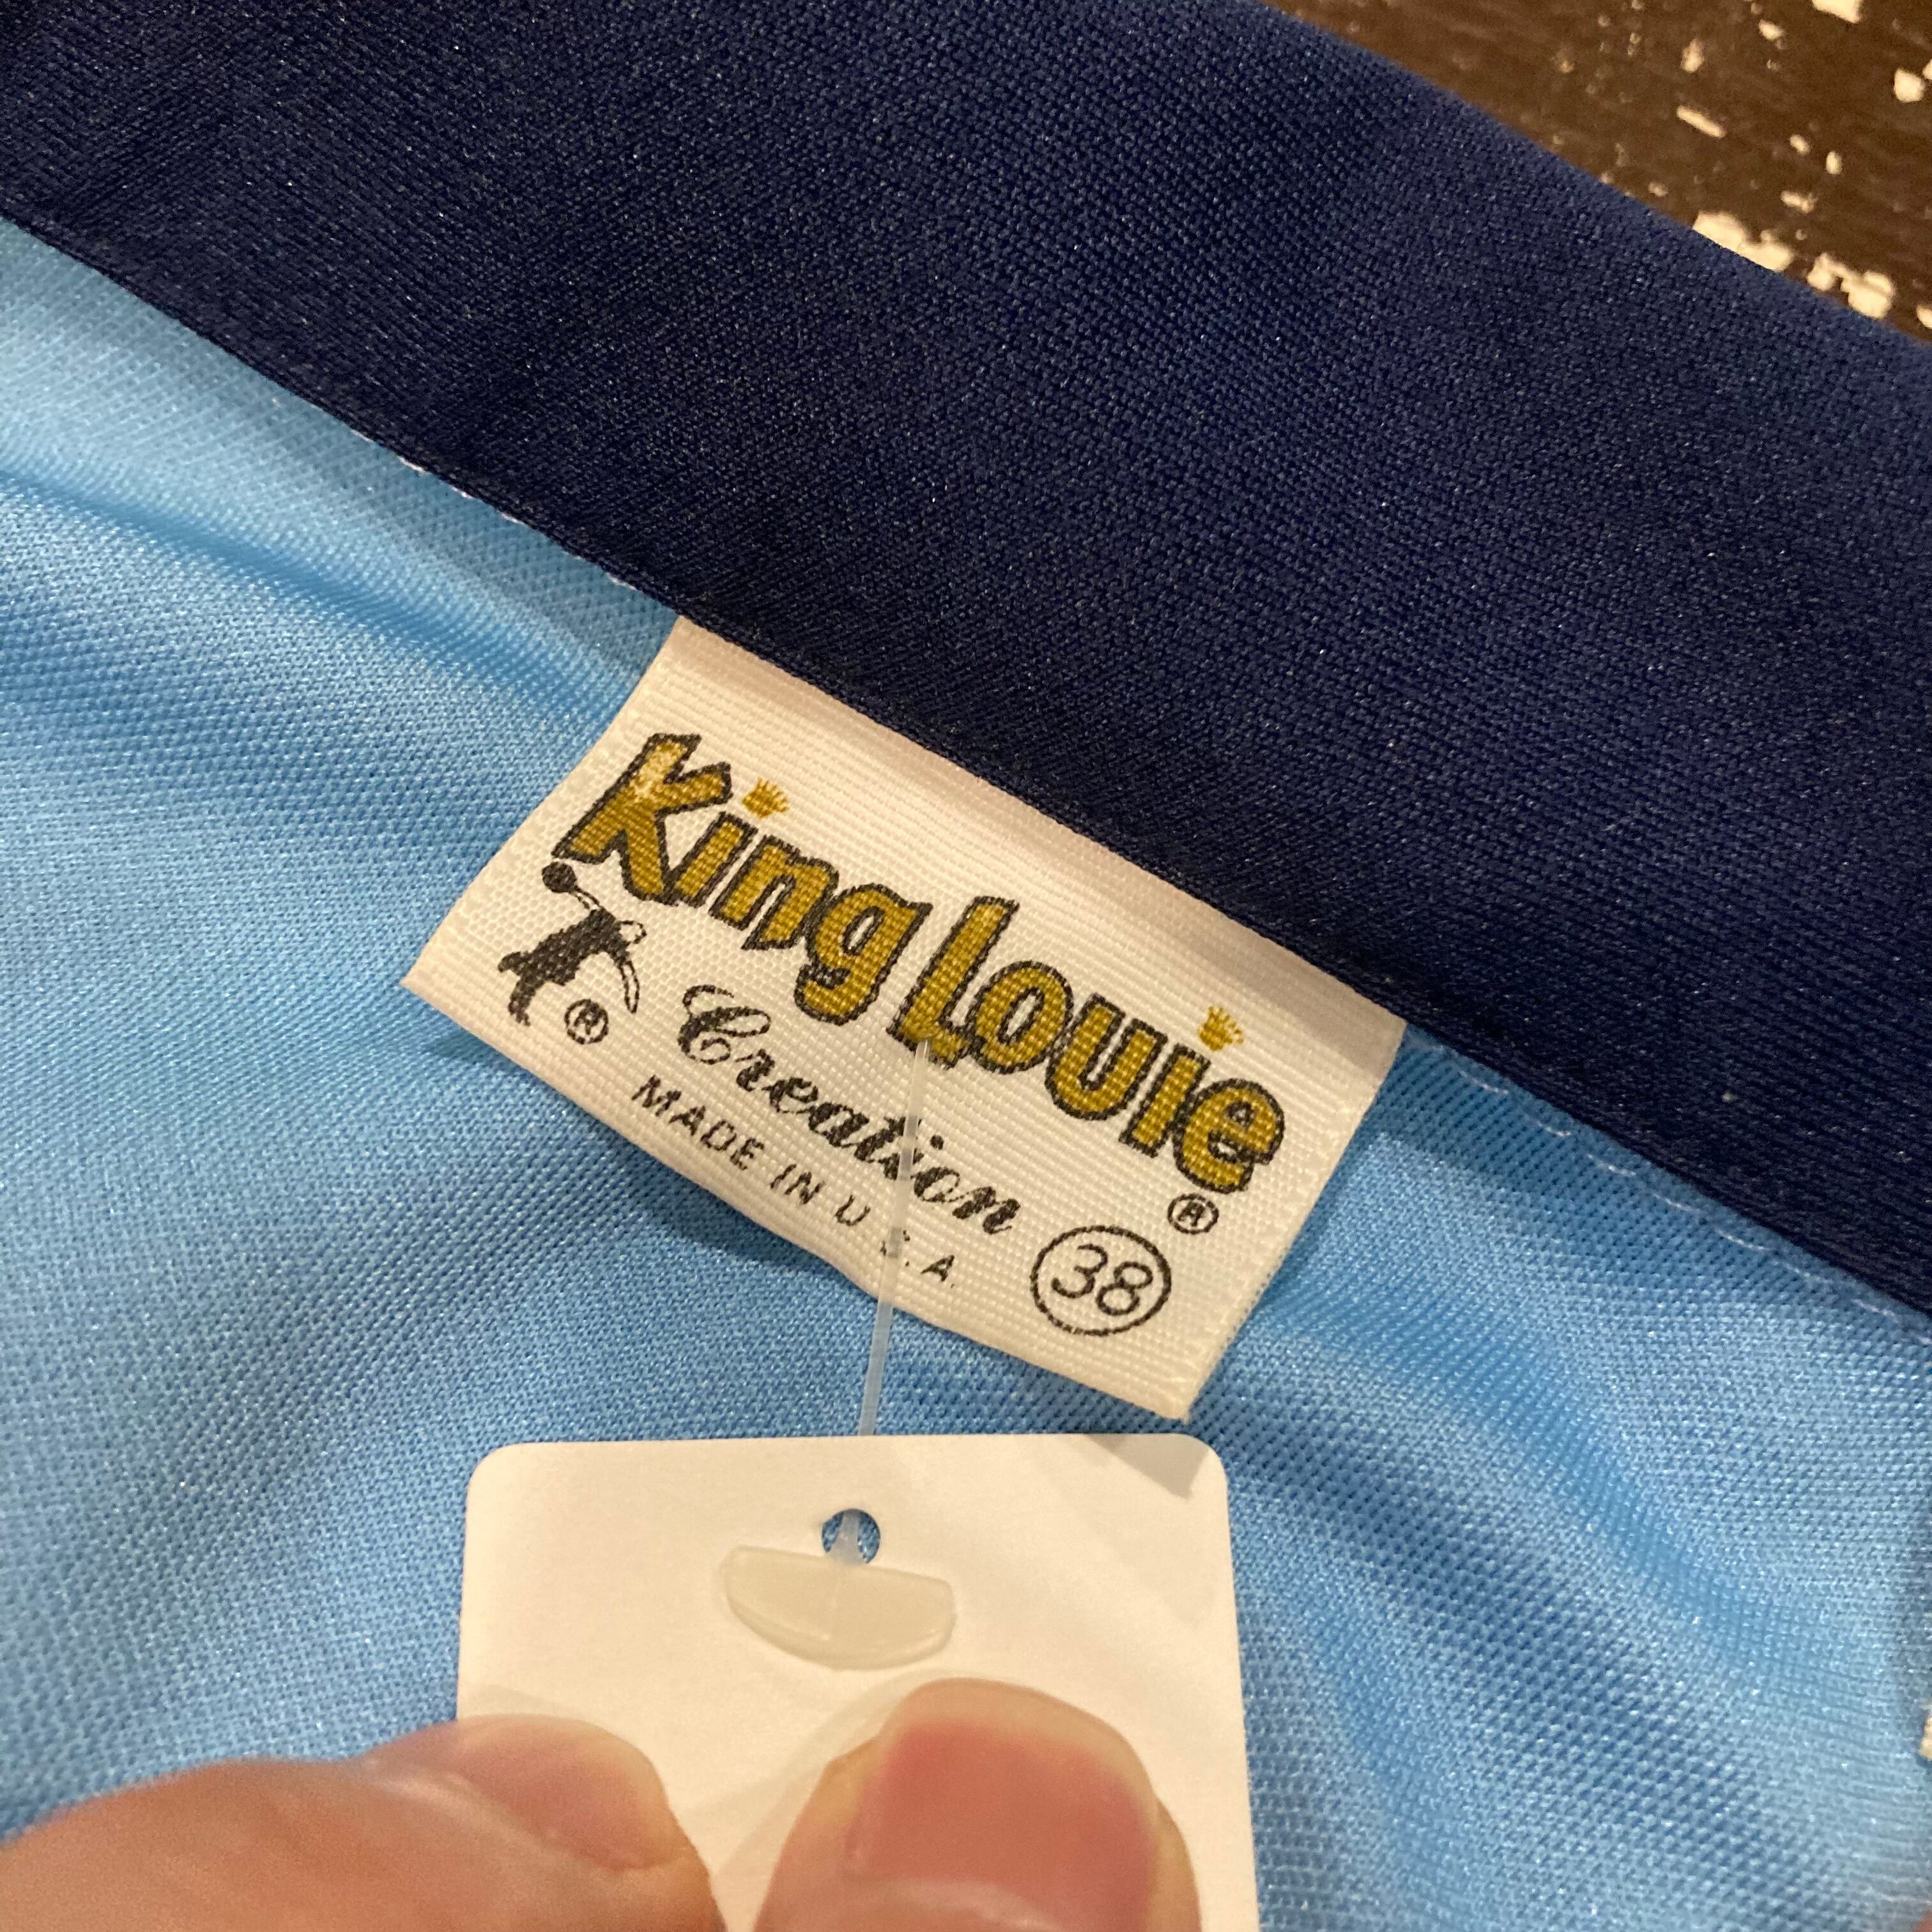 King Louie ®
® Creation
MADE IN U.S.A. 38